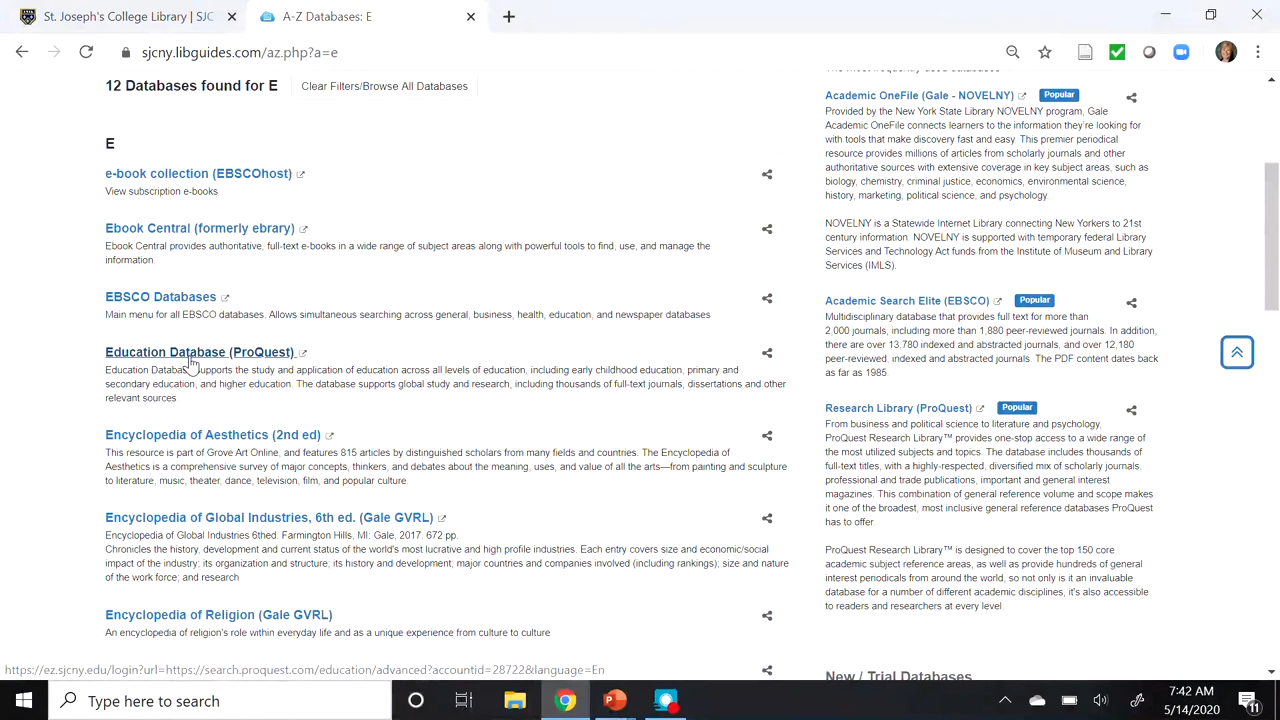 St. Joseph's College Library | SJC
A-Z Databases: E
sjcny.libguides.com/az.php?a=e
12 Databases found for E
Clear Filters/Browse All Databases
E
e-book collection (EBSCOhost)
View subscription e-books
Ebook Central (formerly ebrary)
Ebook Central provides authoritative, full-text e-books in a wide range of subject areas along with powerful tools to find, use, and manage the
information.
EBSCO Databases
Main menu for all EBSCO databases. Allows simultaneous searching across general, business, health, education, and newspaper databases
Education Database (ProQuest)
Education Database supports the study and application of education across all levels of education, including early childhood education, primary and
secondary education, and higher education. The database supports global study and research, including thousands of full-text journals, dissertations and other
relevant sources
Encyclopedia of Aesthetics (2nd ed)
This resource is part of Grove Art Online, and features 815 articles by distinguished scholars from many fields and countries. The Encyclopedia of
Aesthetics is a comprehensive survey of major concepts, thinkers, and debates about the meaning, uses, and value of all the arts—from painting and sculpture
to literature, music, theater, dance, television, film, and popular culture.
Encyclopedia of Global Industries, 6th ed. (Gale GVRL)
Encyclopedia of Global Industries 6thed. Farmington Hills, MI: Gale, 2017. 672 pp.
Chronicles the history, development and current status of the world's most lucrative and high profile industries. Each entry covers size and economic/social
impact of the industry; its organization and structure; its history and development; major countries and companies involved (including rankings); size and nature
of the work force; and research
Encyclopedia of Religion (Gale GVRL)
An encyclopedia of religion's role within everyday life and as a unique experience from culture to culture
The most frequently used databases
Academic OneFile (Gale - NOVELNY) Popular
Provided by the New York State Library NOVELNY program, Gale
Academic OneFile connects learners to the information they're looking for
with tools that make discovery fast and easy. This premier periodical
resource provides millions of articles from scholarly journals and other
authoritative sources with extensive coverage in key subject areas, such as
biology, chemistry, criminal justice, economics, environmental science,
history, marketing, political science, and psychology.
NOVELNY is a Statewide Internet Library connecting New Yorkers to 21st
century information. NOVELNY is supported with temporary federal Library
Services and Technology Act funds from the Institute of Museum and Library
Services (IMLS).
Academic Search Elite (EBSCO) Popular
Multidisciplinary database that provides full text for more than
2,000 journals, including more than 1,880 peer-reviewed journals. In addition,
there are over 13,780 indexed and abstracted journals, and over 12,180
peer-reviewed, indexed and abstracted journals. The PDF content dates back
as far as 1985.
Research Library (ProQuest) Popular
From business and political science to literature and psychology,
ProQuest Research Library™ provides one-stop access to a wide range of
the most utilized subjects and topics. The database includes thousands of
full-text titles, with a highly-respected, diversified mix of scholarly journals,
professional and trade publications, important and general interest
magazines. This combination of general reference volume and scope makes
it one of the broadest, most inclusive general reference databases ProQuest
has to offer
ProQuest Research Library™ is designed to cover the top 150 core
academic subject reference areas, as well as provide hundreds of general
interest periodicals from around the world, so not only is it an invaluable
database for a number of different academic disciplines, it's also accessible
to readers and researchers at every level.
New / Trial Databases
https://ez.sjcny.edu/login?url=https://search.proquest.com/education/advanced?accountid=28722&language=En
Type here to search
7:42 AM
5/14/2020
11